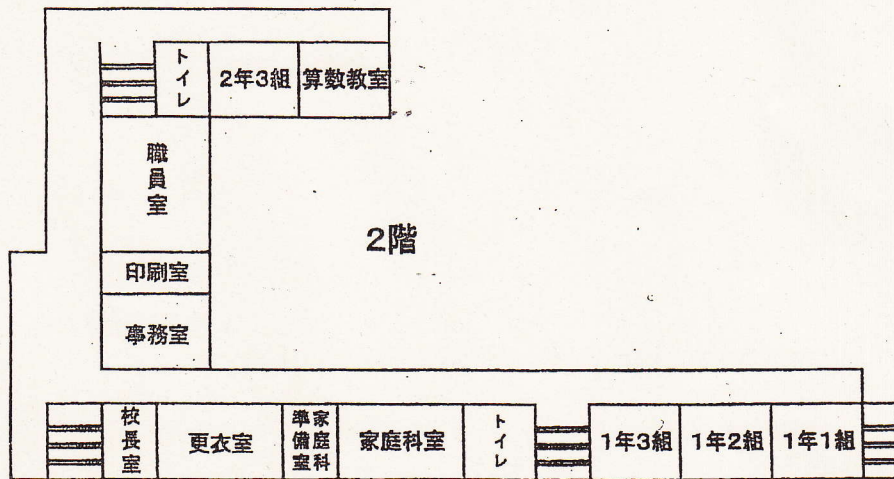 トイレ
2年3組
算数教室
職員室
2階
印刷室
事務室
校長室
更衣室
家庭科
準備室
家庭科室
トイレ
1年3組
1年2組
1年1組